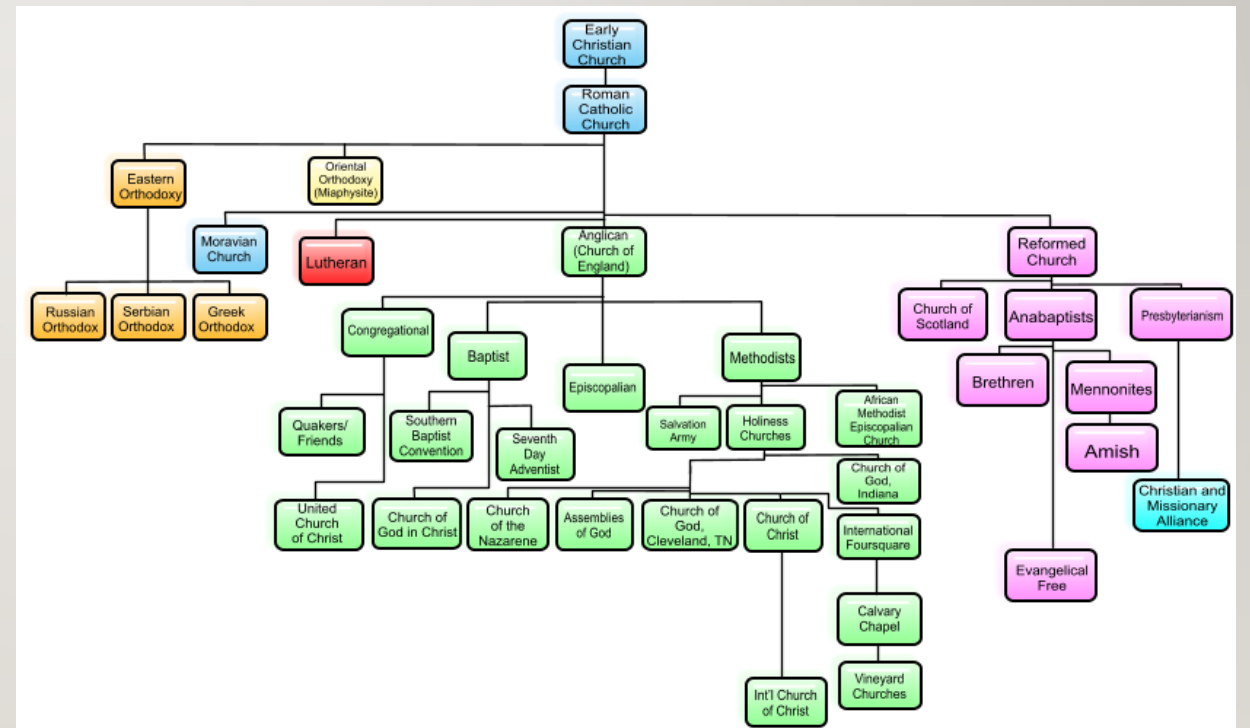 Early
Christian
Church
Roman
Catholic
Church
Eastern
Orthodoxy
Oriental
Orthodoxy
(Miaphysite)
Moravian
Church
Lutheran
Anglican
(Church of
England)
Reformed
Church
Russian
Orthodox
Serbian
Orthodox
Greek
Orthodox
Congregational
Baptist
Episcopalian
Methodists
Church of
Scotland
Anabaptists
Presbyterianism
Brethren
Mennonites
Amish
Quakers/
Friends
Southern
Baptist
Convention
Seventh
Day
Adventist
Salvation
Army
Holiness
Churches
African
Methodist
Episcopalian
Church
Church of
God,
Indiana
United
Church
of Christ
Church of
God in Christ
Church
of the
Nazarene
Assemblies
of God
Church of
God,
Cleveland, TN
Church of
Christ
International
Foursquare
Christian and
Missionary
Alliance
Evangelical
Free
Calvary
Chapel
Vineyard
Churches
Int'l Church
of Christ